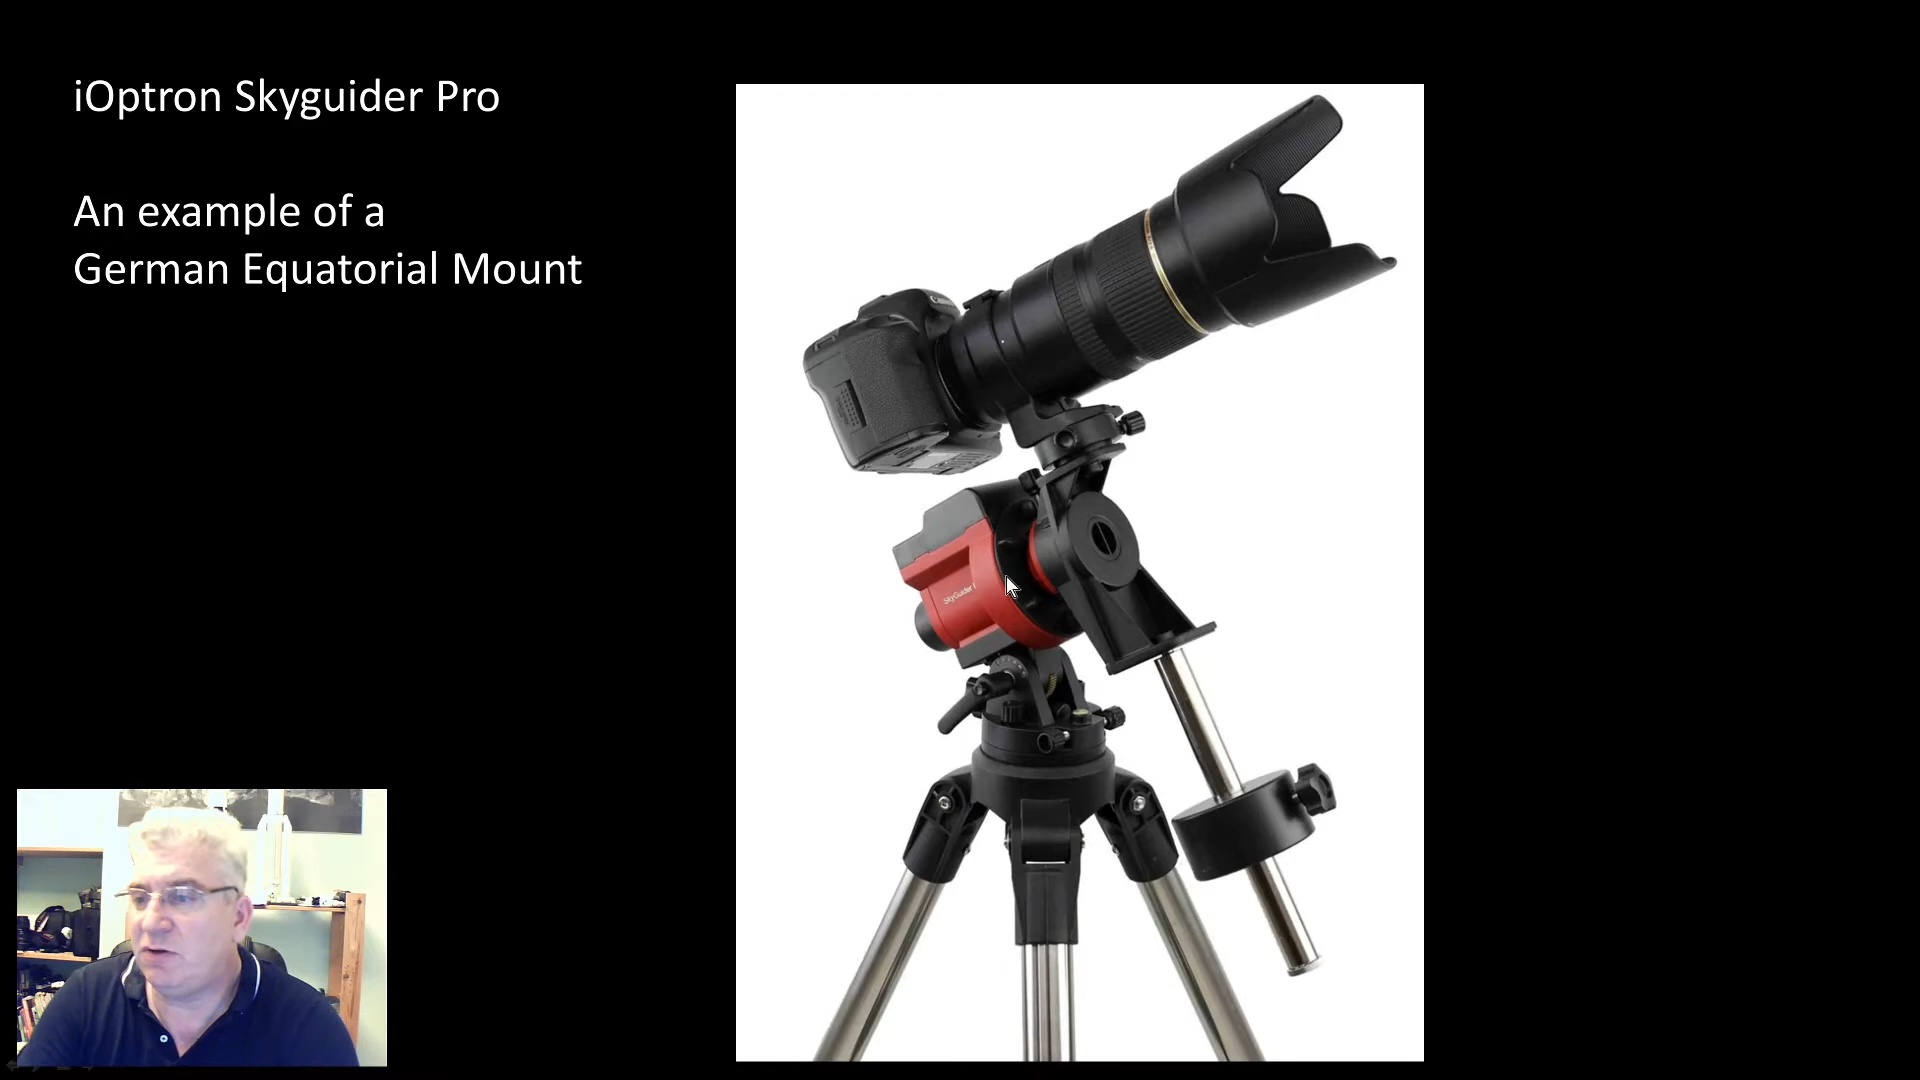 iOptron Skyguider Pro
An example of a
German Equatorial Mount
SkyGuider